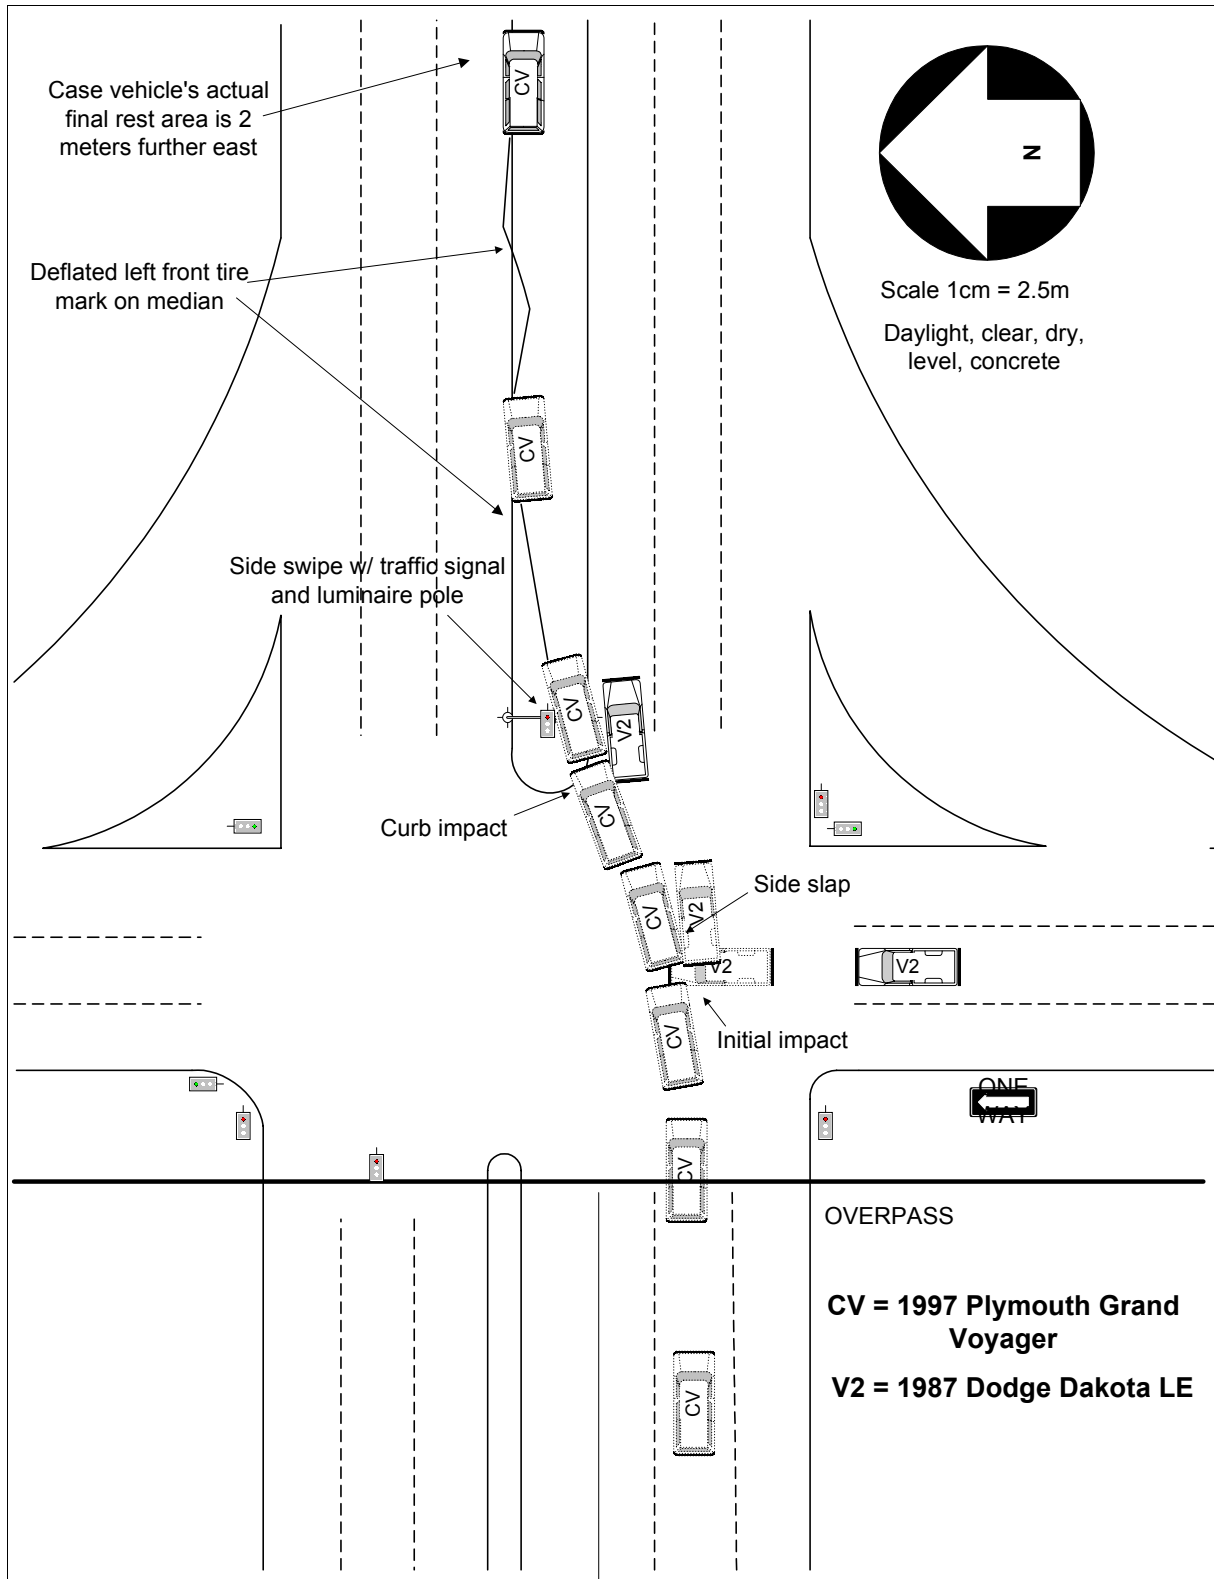 Case vehicle's actual
final rest area is 2
meters further east
CV
N
Deflated left front tire
mark on median
Scale 1cm = 2.5m
Daylight, clear, dry,
level, concrete
CV
Side swipe w/ traffic signal
and luminaire pole
CV
V2
CV
Curb impact
Side slap
CV
V2
V2
V2
CV
Initial impact
ONE
WAY
CV
OVERPASS
CV = 1997 Plymouth Grand
Voyager
V2 = 1987 Dodge Dakota LE
CV